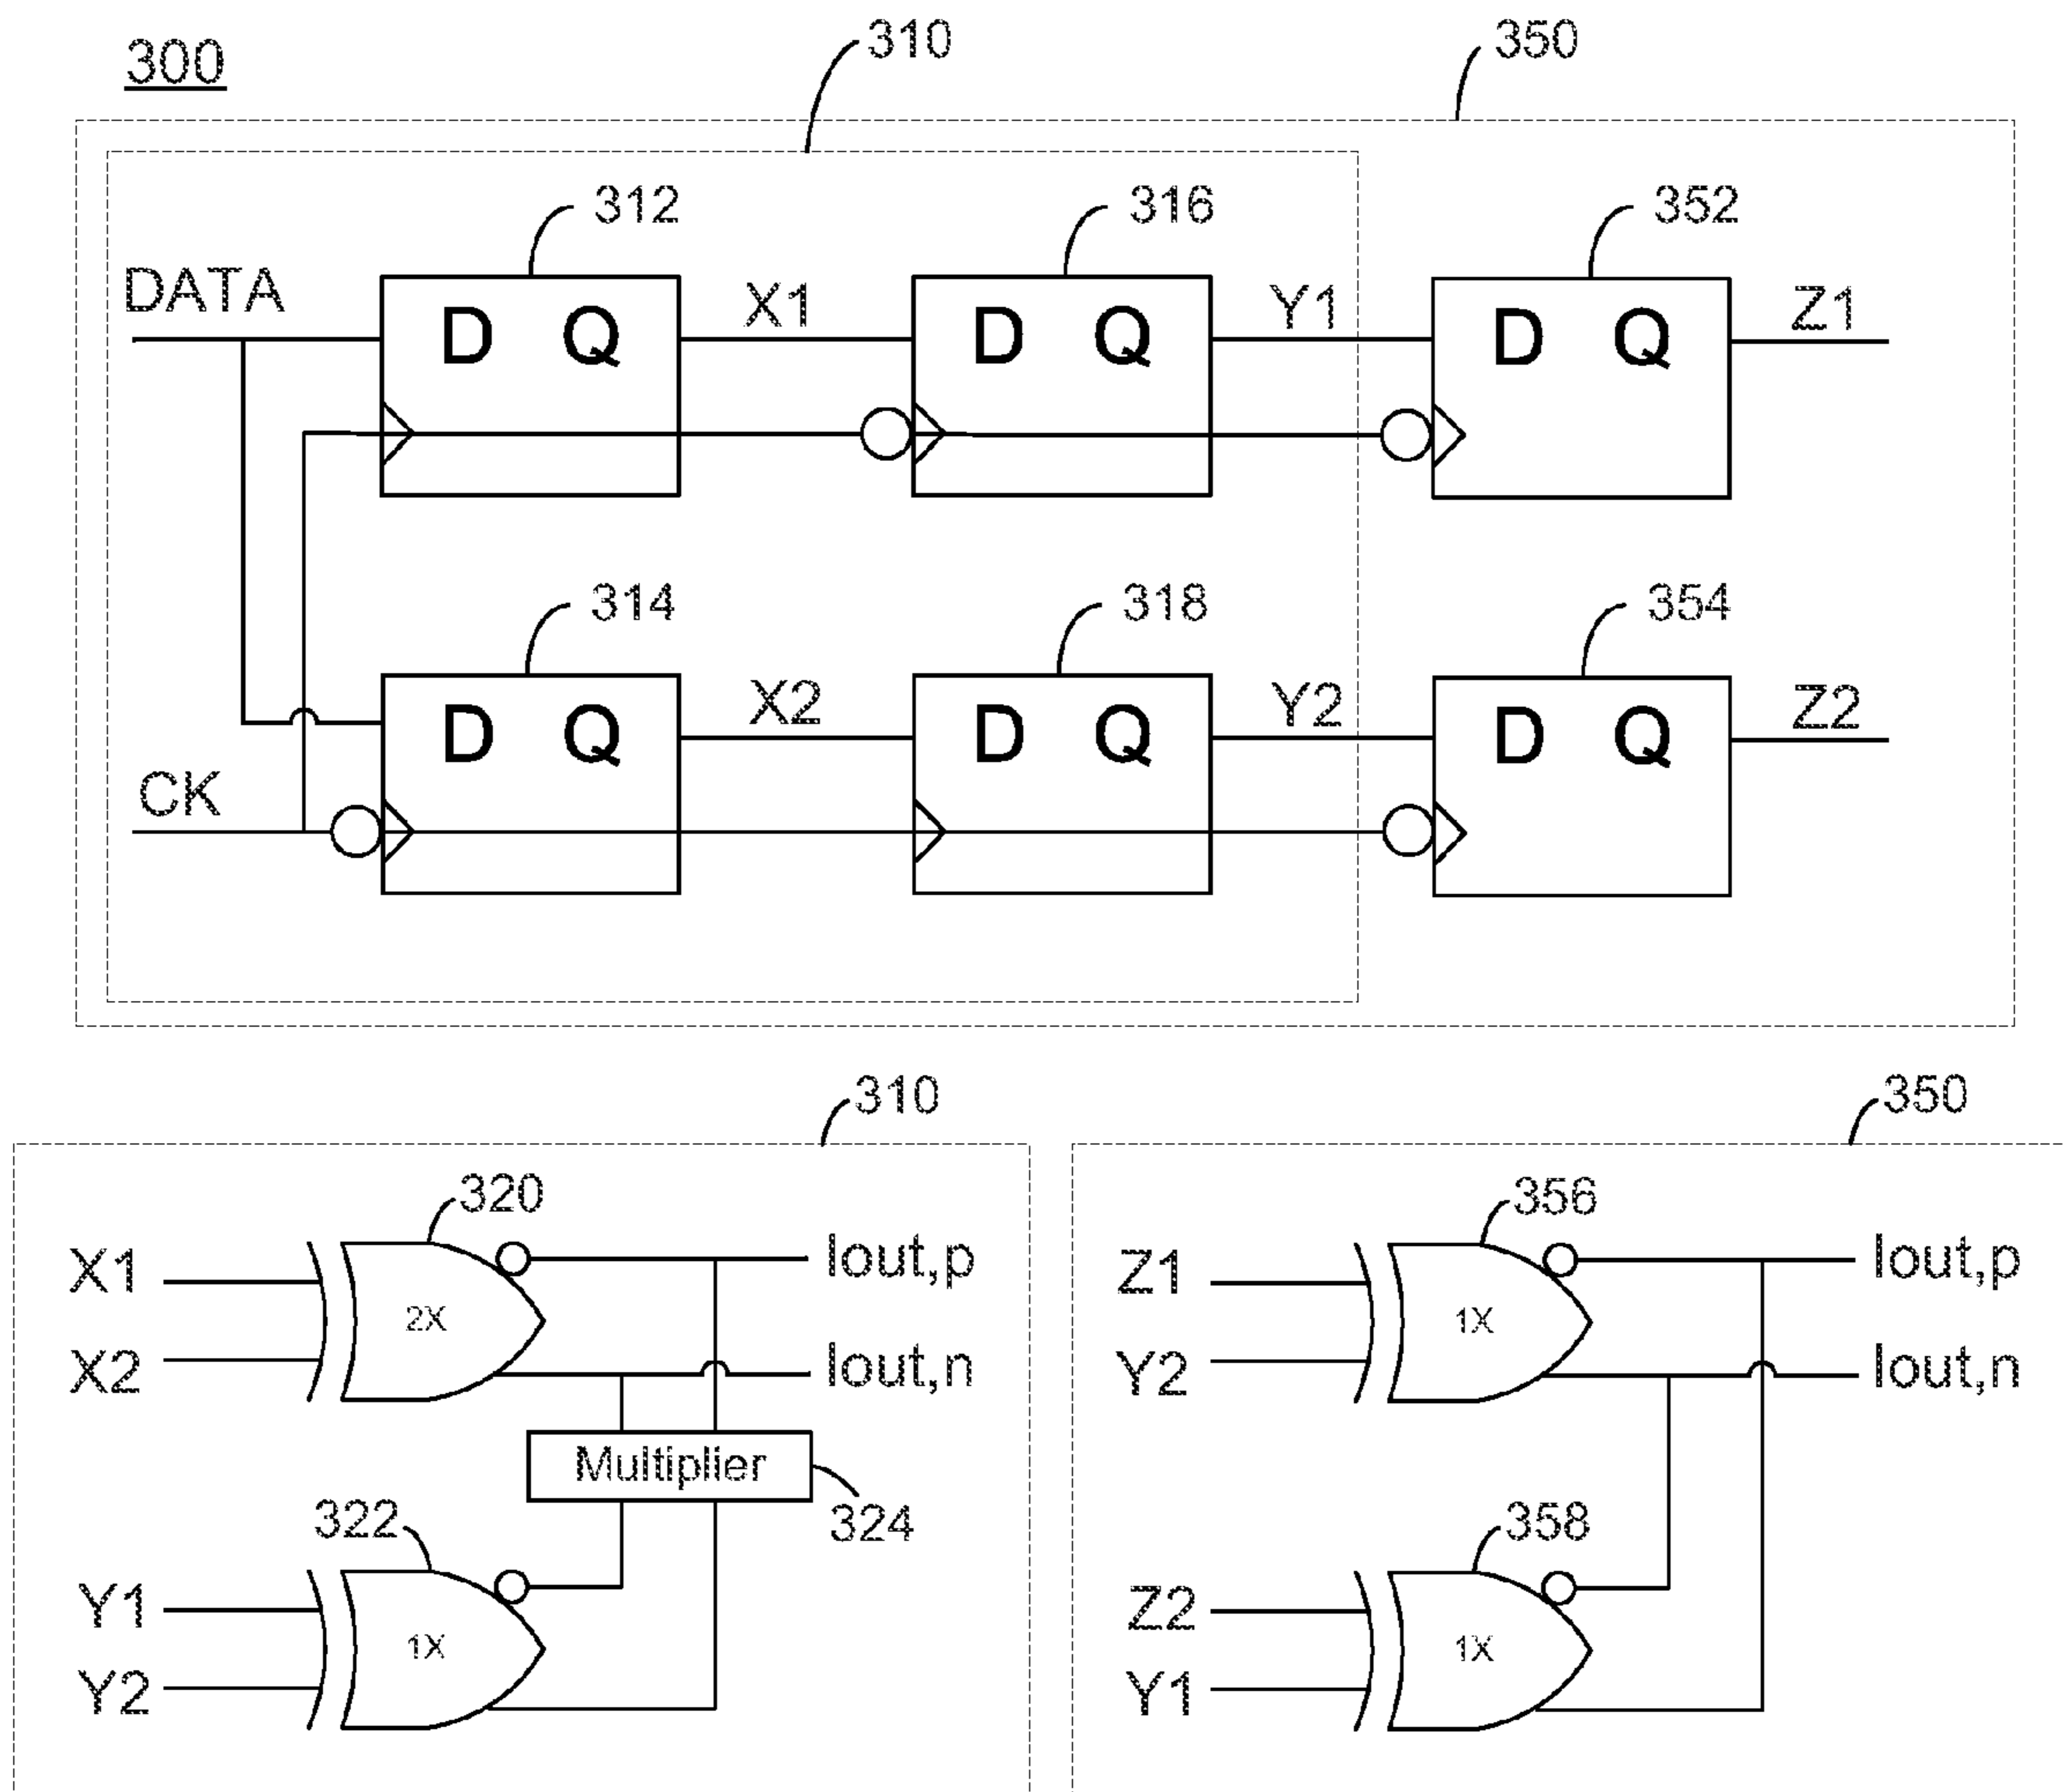 300
310
350
312
316
352
DATA
D Q
X1
D Q
Y1
D Q
Z1
314
318
354
D Q
X2
D Q
Y2
D Q
Z2
CK
310
350
320
X1
X2
2X
Iout,p
Iout,n
Multiplier
324
322
Y1
Y2
1X
356
Z1
Y2
1X
Iout,p
Iout,n
358
Z2
Y1
1X